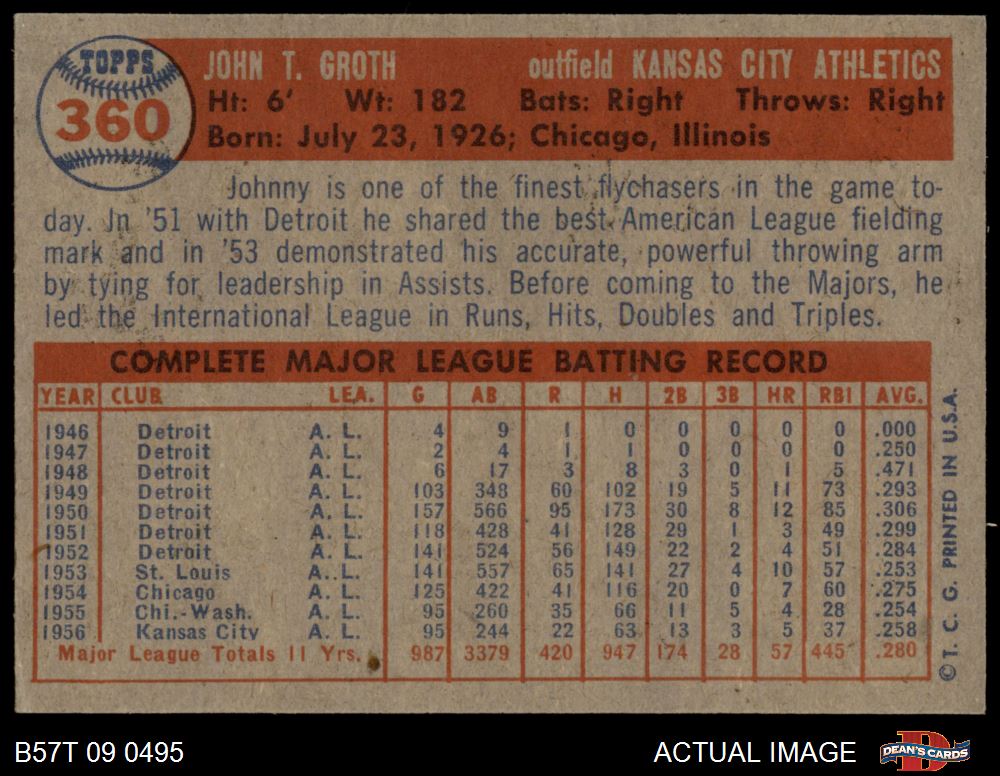 TOPPS
360
JOHN T. GROTH outfield KANSAS CITY ATHLETICS
Ht: 6' Wt: 182 Bats: Right Throws: Right
Born: July 23, 1926; Chicago, Illinois
Johnny is one of the finest flychasers in the game to-
day. In '51 with Detroit he shared the best American League fielding
mark and in '53 demonstrated his accurate, powerful throwing arm
by tying for leadership in Assists. Before coming to the Majors, he
led the International League in Runs, Hits, Doubles and Triples.
COMPLETE MAJOR LEAGUE BATTING RECORD
YEAR CLUB LEA. G AB R H 2B 3B HR RBI AVG.
1946 Detroit A. L. 4 9 1 0 0 0 0 0 .000
1947 Detroit A. L. 2 4 1 1 0 0 0 0 .250
1948 Detroit A. L. 6 17 3 8 3 0 1 5 .471
1949 Detroit A. L. 103 348 60 102 19 5 11 73 .293
1950 Detroit A. L. 157 566 95 173 30 8 12 85 .306
1951 Detroit A. L. 118 428 41 128 29 1 3 49 .299
1952 Detroit A. L. 141 524 56 149 22 2 4 51 .284
1953 St. Louis A. L. 141 557 65 141 27 4 10 57 .253
1954 Chicago A. L. 125 422 41 116 20 0 7 60 .275
1955 Chi.-Wash. A. L. 95 260 35 66 11 5 4 28 .254
1956 Kansas City A. L. 95 244 22 63 13 3 5 37 .258
Major League Totals 11 Yrs. 987 3379 420 947 174 28 57 445 .280
© T. C. G. PRINTED IN U.S.A.
B57T 09 0495 ACTUAL IMAGE
D
DEAN'S CARDS